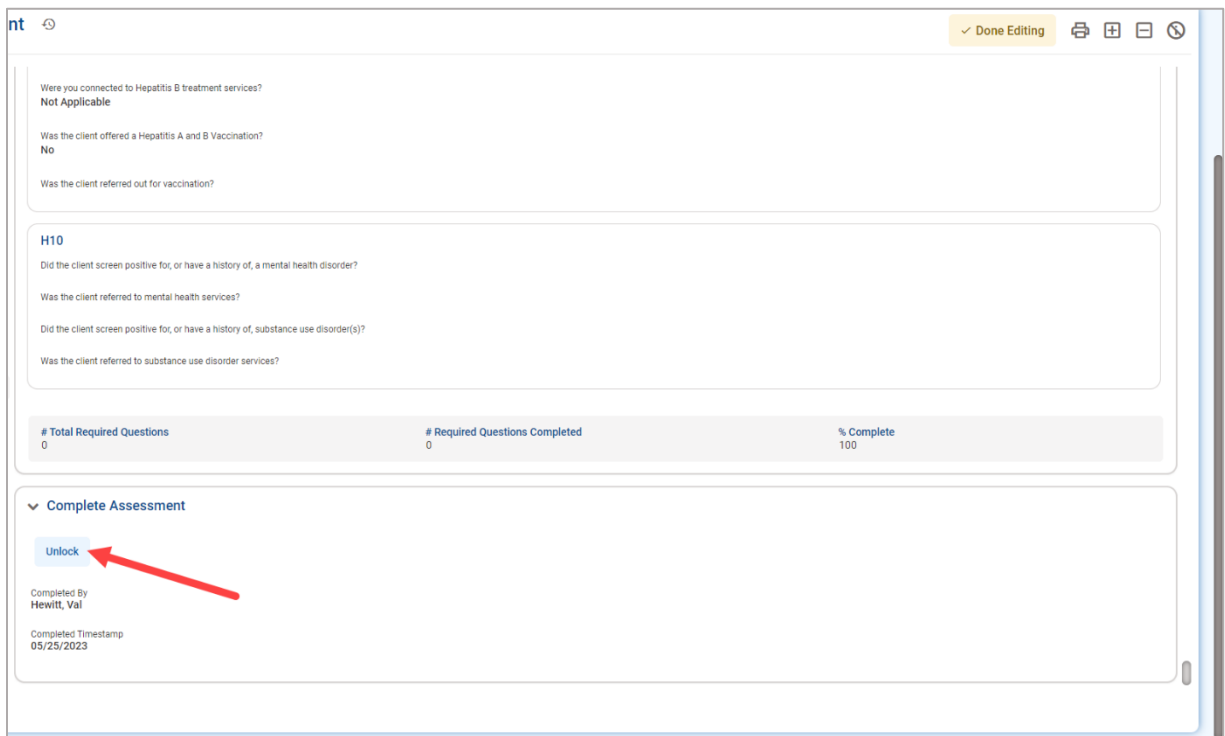 nt
Done Editing
Were you connected to Hepatitis B treatment services?
Not Applicable
Was the client offered a Hepatitis A and B Vaccination?
No
Was the client referred out for vaccination?
H10
Did the client screen positive for, or have a history of, a mental health disorder?
Was the client referred to mental health services?
Did the client screen positive for, or have a history of, substance use disorder(s)?
Was the client referred to substance use disorder services?
# Total Required Questions # Required Questions Completed % Complete
0 0 100
Complete Assessment
Unlock
Completed By
Hewitt, Val
Completed Timestamp
05/25/2023